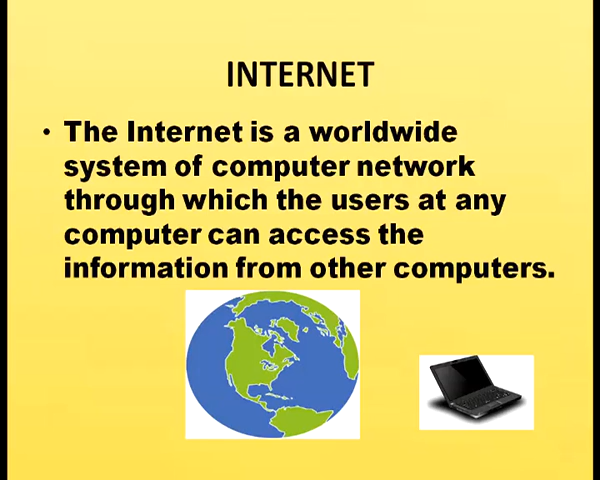 INTERNET
• The Internet is a worldwide
system of computer network
through which the users at any
computer can access the
information from other computers.